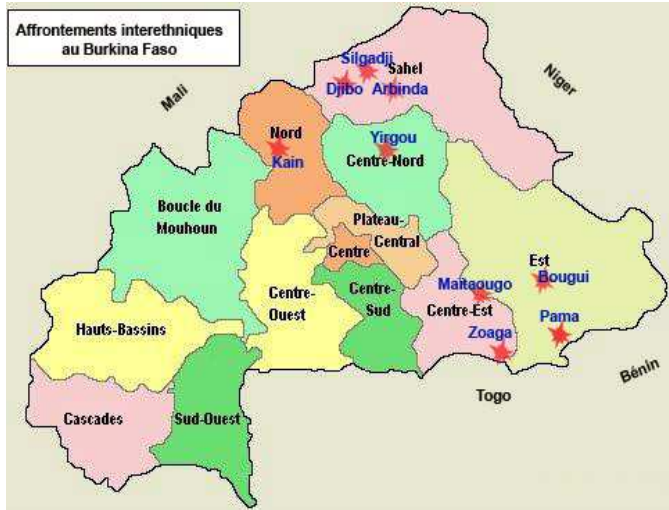 Affrontements interethniques
au Burkina Faso
Mali
Niger
Silgadji
Sahel
Djibo
Arbinda
Nord
Kain
Yirgou
Centre-Nord
Boucle du
Mouhoun
Plateau-
Central
Centre
Est
Bougui
Maïtaougo
Centre-
Ouest
Centre-
Sud
Centre-Est
Hauts-Bassins
Zoaga
Pama
Bénin
Togo
Cascades
Sud-Ouest